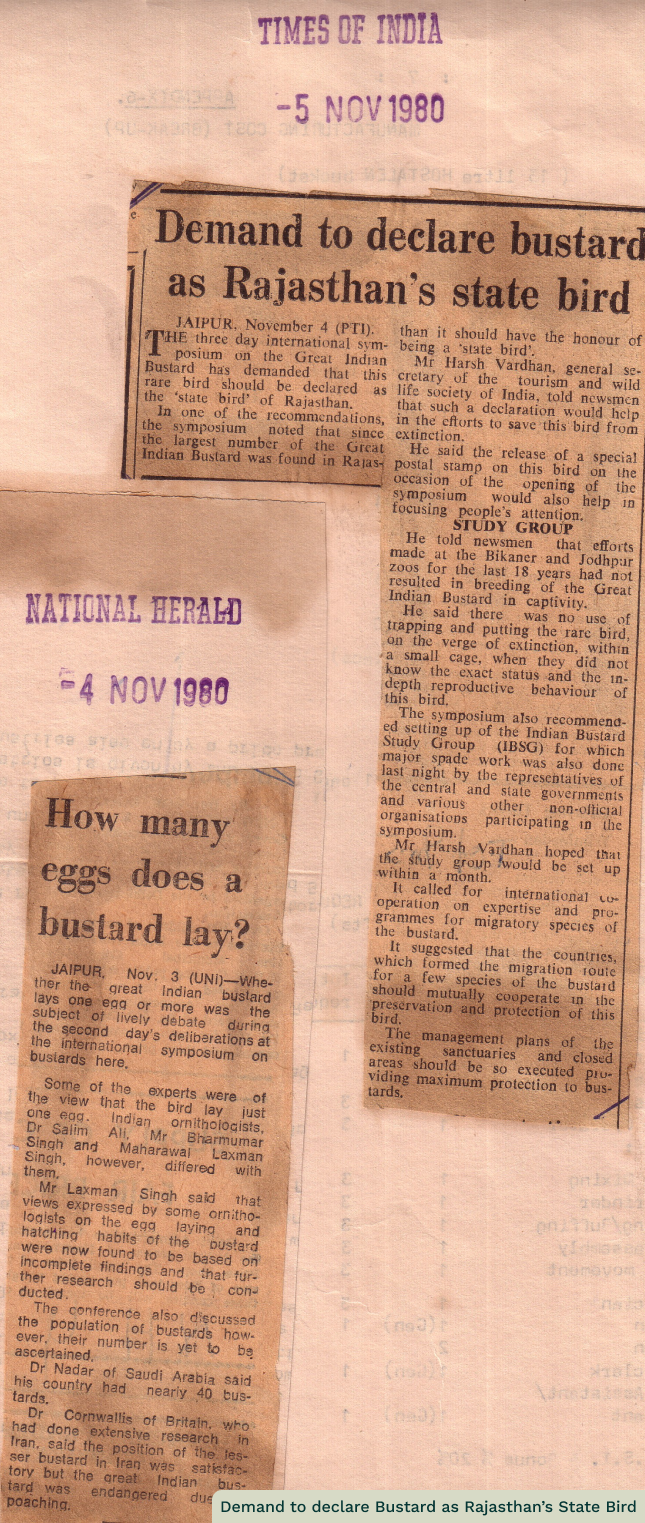 TIMES OF INDIA
-5 NOV 1980
Demand to declare bustard
as Rajasthan's state bird
JAIPUR, November 4 (PTI).
THE three day international sym-
posium on the Great Indian
Bustard has demanded that this
rare bird should be declared as
the 'state bird' of Rajasthan.
In one of the recommendations,
the symposium noted that since
the largest number of the Great
Indian Bustard was found in Rajas-
than it should have the honour of
being a 'state bird'.
Mr Harsh Vardhan, general se-
cretary of the tourism and wild
life society of India, told newsmen
that such a declaration would help
in the efforts to save this bird from
extinction.
He said the release of a special
postal stamp on this bird on the
occasion of the opening of the
symposium would also help in
focusing people's attention.
STUDY GROUP
He told newsmen that efforts
made at the Bikaner and Jodhpur
zoos for the last 18 years had not
resulted in breeding of the Great
Indian Bustard in captivity.
He said there was no use of
trapping and putting the rare bird,
on the verge of extinction, within
a small cage, when they did not
know the exact status and the in-
depth reproductive behaviour of
this bird.
The symposium also recommend-
ed setting up of the Indian Bustard
Study Group (IBSG) for which
major spade work was also done
last night by the representatives of
the central and state governments
and various other non-official
organisations participating in the
symposium.
Mr Harsh Vardhan hoped that
the study group would be set up
within a month.
It called for international co-
operation on expertise and pro-
grammes for migratory species of
the bustard.
It suggested that the countries,
which formed the migration route
for a few species of the bustard
should mutually cooperate in the
preservation and protection of this
bird.
The management plans of the
existing sanctuaries and closed
areas should be so executed pro-
viding maximum protection to bus-
tards.
NATIONAL HERALD
-4 NOV 1980
How many
eggs does a
bustard lay?
JAIPUR, Nov. 3 (UNI)—Whe-
ther the great Indian bustard
lays one egg or more was the
subject of lively debate during
the second day's deliberations at
the international symposium on
bustards here.
Some of the experts were of
the view that the bird lay just
one egg. Indian ornithologists,
Dr Salim Ali, Mr Bharmumar
Singh and Maharawal Laxman
Singh, however, differed with
them.
Mr Laxman Singh said that
views expressed by some ornitho-
logists on the egg laying and
hatching habits of the bustard
were now found to be based on
incomplete findings and that fur-
ther research should be con-
ducted.
The conference also discussed
the population of bustards how-
ever, their number is yet to be
ascertained.
Dr Nadar of Saudi Arabia said
his country had nearly 40 bus-
tards.
Dr Cornwallis of Britain, who
had done extensive research in
Iran, said the position of the les-
ser bustard in Iran was satisfac-
tory but the great Indian bus-
tard was endangered due
poaching.
Demand to declare Bustard as Rajasthan's State Bird